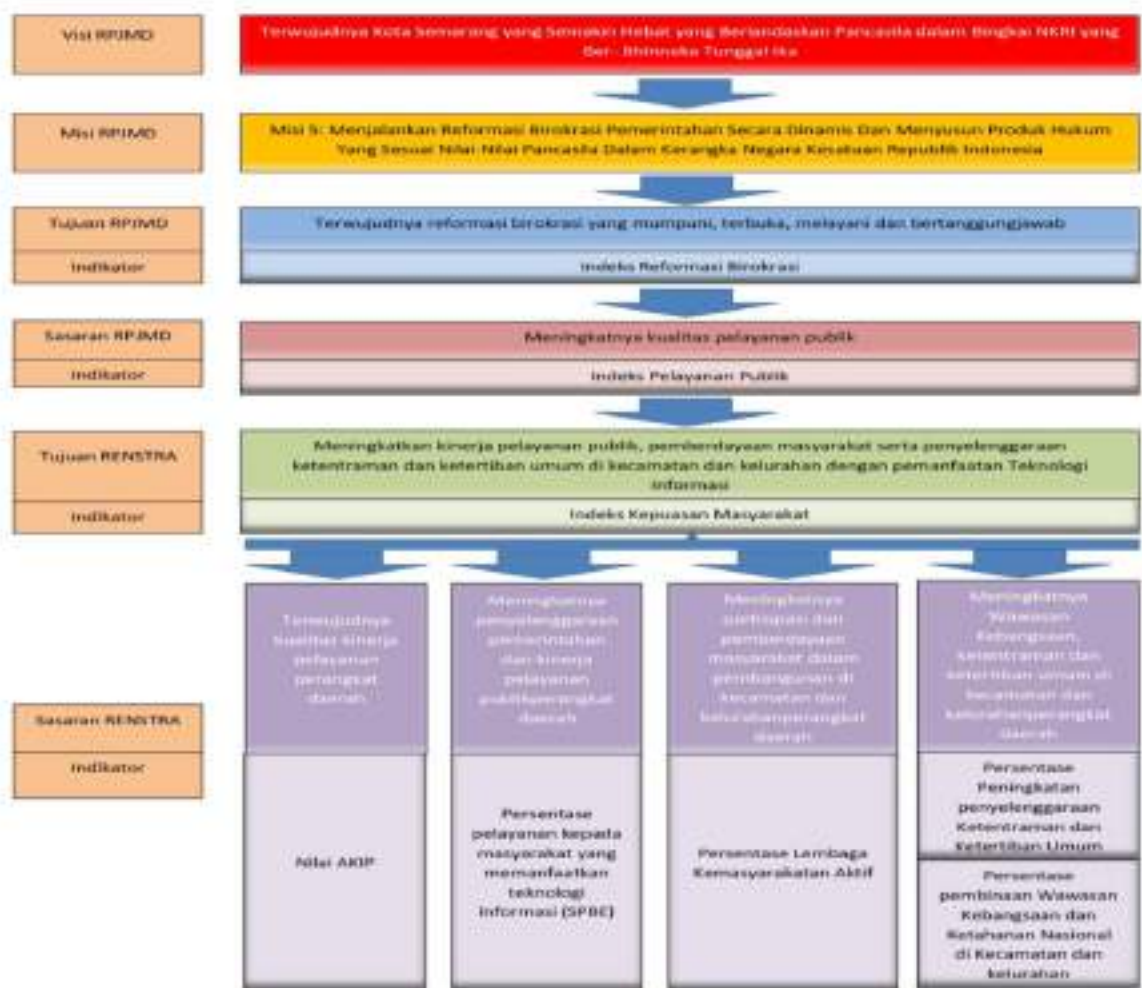 Visi RPJMD
Terwujudnya Kota Semarang yang Semakin Hebat yang Berlandaskan Pancasila dalam Bingkai NKRI yang
Ber - Bhinneka Tunggal Ika
Misi RPJMD
Misi 5: Menjalankan Reformasi Birokrasi Pemerintahan Secara Dinamis Dan Menyusun Produk Hukum
Yang Sesuai Nilai-Nilai Pancasila Dalam Kerangka Negara Kesatuan Republik Indonesia
Tujuan RPJMD
Terwujudnya reformasi birokrasi yang mumpuni, terbuka, melayani dan bertanggungjawab
Indikator
Indeks Reformasi Birokrasi
Sasaran RPJMD
Meningkatnya kualitas pelayanan publik
Indikator
Indeks Pelayanan Publik
Tujuan RENSTRA
Meningkatkan kinerja pelayanan publik, pemberdayaan masyarakat serta penyelenggaraan
ketentraman dan ketertiban umum di kecamatan dan kelurahan dengan pemanfaatan Teknologi
Informasi
Indikator
Indeks Kepuasan Masyarakat
Sasaran RENSTRA
Terwujudnya
kualitas kinerja
pelayanan
perangkat
daerah
Meningkatnya
penyelenggaraan
pemerintahan
dan kinerja
pelayanan
publikperangkat
daerah
Meningkatnya
partisipasi dan
pemberdayaan
masyarakat dalam
pembangunan di
kecamatan dan
kelurahanperangkat
daerah
Meningkatnya
Wawasan
Kebangsaan,
ketentraman dan
ketertiban umum di
kecamatan dan
kelurahanperangkat
daerah
Indikator
Nilai AKIP
Persentase
pelayanan kepada
masyarakat yang
memanfaatkan
teknologi
informasi (SPBE)
Persentase Lembaga
Kemasyarakatan Aktif
Persentase
Peningkatan
penyelenggaraan
Ketentraman dan
Ketertiban Umum
Persentase
pembinaan Wawasan
Kebangsaan dan
Ketahanan Nasional
di Kecamatan dan
kelurahan